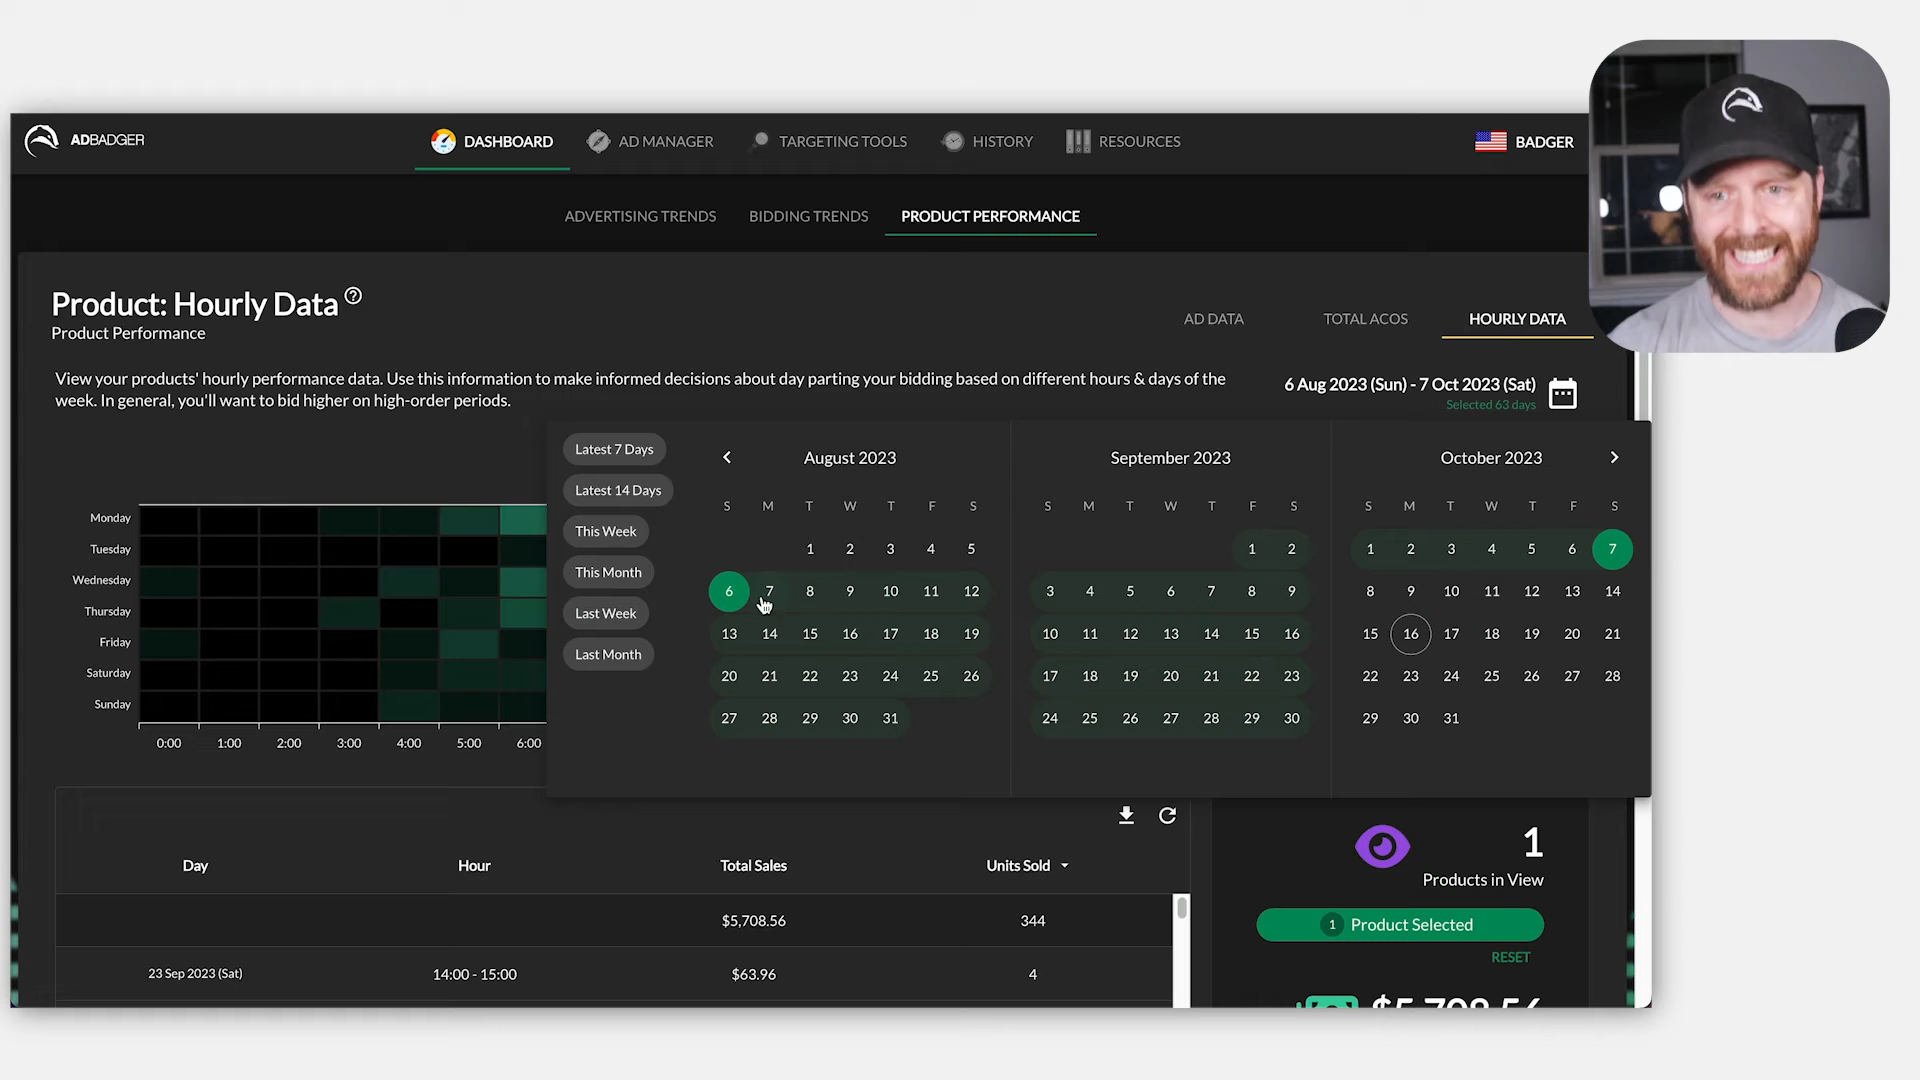 ADBADGER
DASHBOARD
AD MANAGER
TARGETING TOOLS
HISTORY
RESOURCES
BADGER
ADVERTISING TRENDS
BIDDING TRENDS
PRODUCT PERFORMANCE
Product: Hourly Data ?
Product Performance
AD DATA
TOTAL ACOS
HOURLY DATA
View your products' hourly performance data. Use this information to make informed decisions about day parting your bidding based on different hours & days of the
week. In general, you'll want to bid higher on high-order periods.
6 Aug 2023 (Sun) - 7 Oct 2023 (Sat)
Selected 63 days
Latest 7 Days
Latest 14 Days
This Week
This Month
Last Week
Last Month
August 2023
S M T W T F S
1 2 3 4 5
6 7 8 9 10 11 12
13 14 15 16 17 18 19
20 21 22 23 24 25 26
27 28 29 30 31
September 2023
S M T W T F S
1 2
3 4 5 6 7 8 9
10 11 12 13 14 15 16
17 18 19 20 21 22 23
24 25 26 27 28 29 30
October 2023
S M T W T F S
1 2 3 4 5 6 7
8 9 10 11 12 13 14
15 16 17 18 19 20 21
22 23 24 25 26 27 28
29 30 31
Monday
Tuesday
Wednesday
Thursday
Friday
Saturday
Sunday
0:00 1:00 2:00 3:00 4:00 5:00 6:00
Day Hour Total Sales Units Sold
$5,708.56 344
23 Sep 2023 (Sat) 14:00 - 15:00 $63.96 4
1
Products in View
1 Product Selected
RESET
$5,708.56